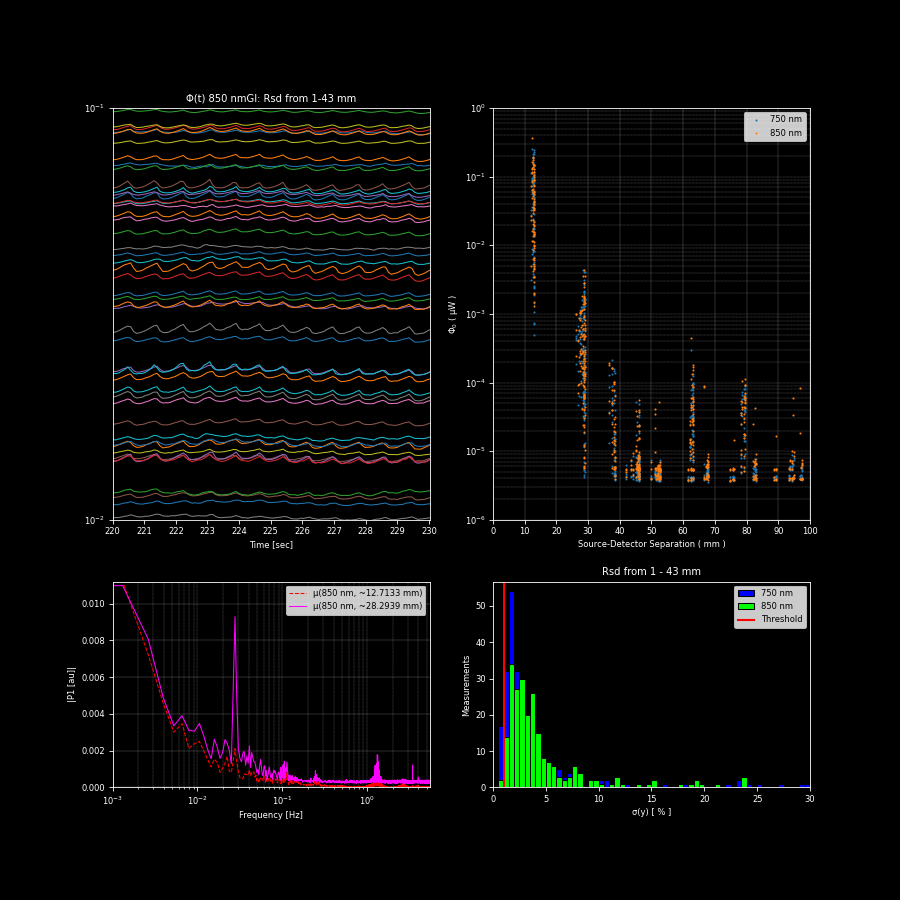 Φ(t) 850 nmGI: Rsd from 1-43 mm
10⁻¹
10⁻²
220 221 222 223 224 225 226 227 228 229 230
Time [sec]
750 nm
850 nm
10⁰
10⁻¹
10⁻²
10⁻³
10⁻⁴
10⁻⁵
10⁻⁶
Φ₀ ( μW )
0 10 20 30 40 50 60 70 80 90 100
Source-Detector Separation ( mm )
μ(850 nm, ~12.7133 mm)
μ(850 nm, ~28.2939 mm)
0.010
0.008
0.006
0.004
0.002
0.000
|P1 [au]|
10⁻³ 10⁻² 10⁻¹ 10⁰
Frequency [Hz]
Rsd from 1 - 43 mm
750 nm
850 nm
Threshold
50
40
30
20
10
0
Measurements
0 5 10 15 20 25 30
σ(y) [ % ]